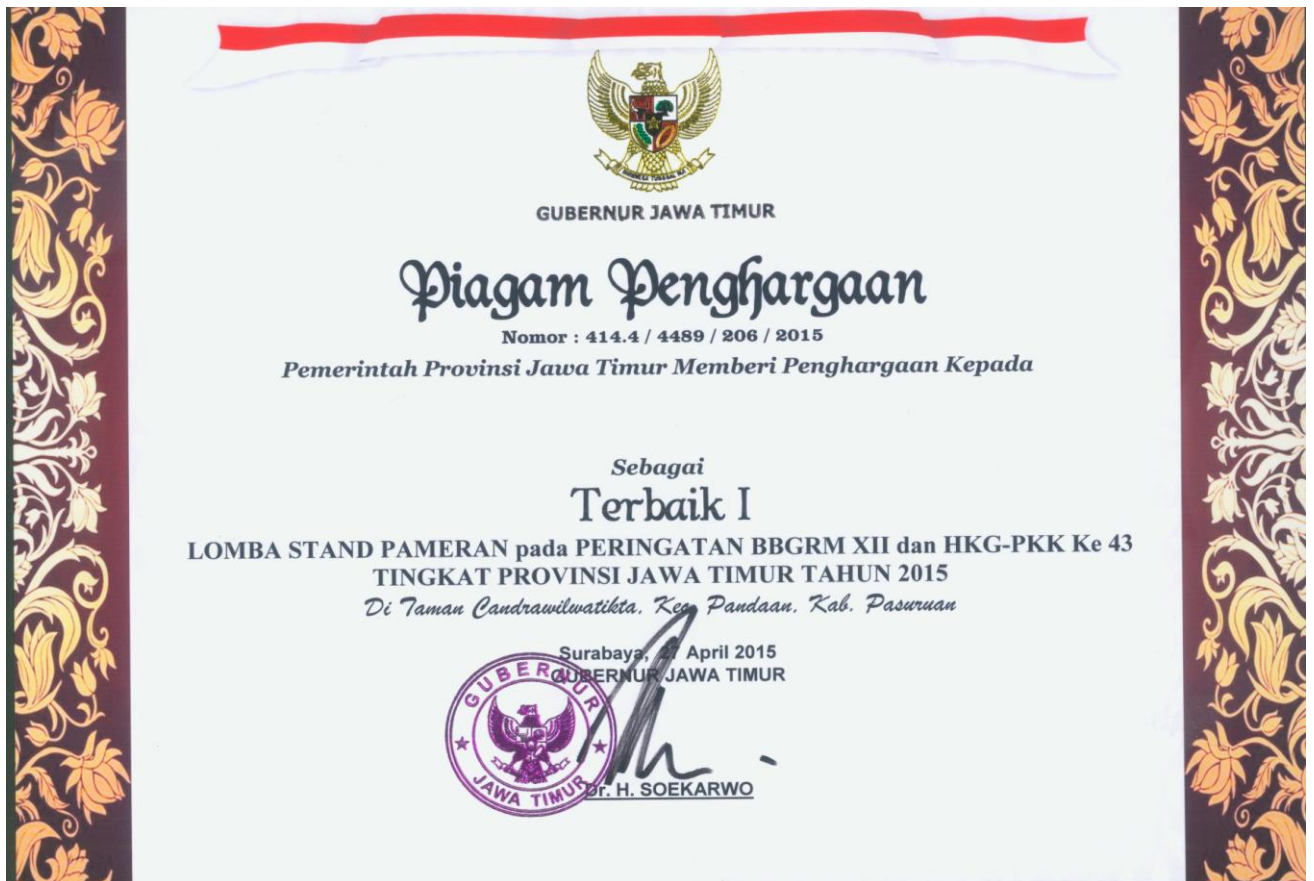 GUBERNUR JAWA TIMUR
Piagam Penghargaan
Nomor : 414.4 / 4489 / 206 / 2015
Pemerintah Provinsi Jawa Timur Memberi Penghargaan Kepada
Sebagai
Terbaik I
LOMBA STAND PAMERAN pada PERINGATAN BBGRM XII dan HKG-PKK Ke 43
TINGKAT PROVINSI JAWA TIMUR TAHUN 2015
Di Taman Candrawilwatikta, Kec. Pandaan, Kab. Pasuruan
Surabaya, 27 April 2015
GUBERNUR JAWA TIMUR
GUBERNUR
JAWA TIMUR
Dr. H. SOEKARWO